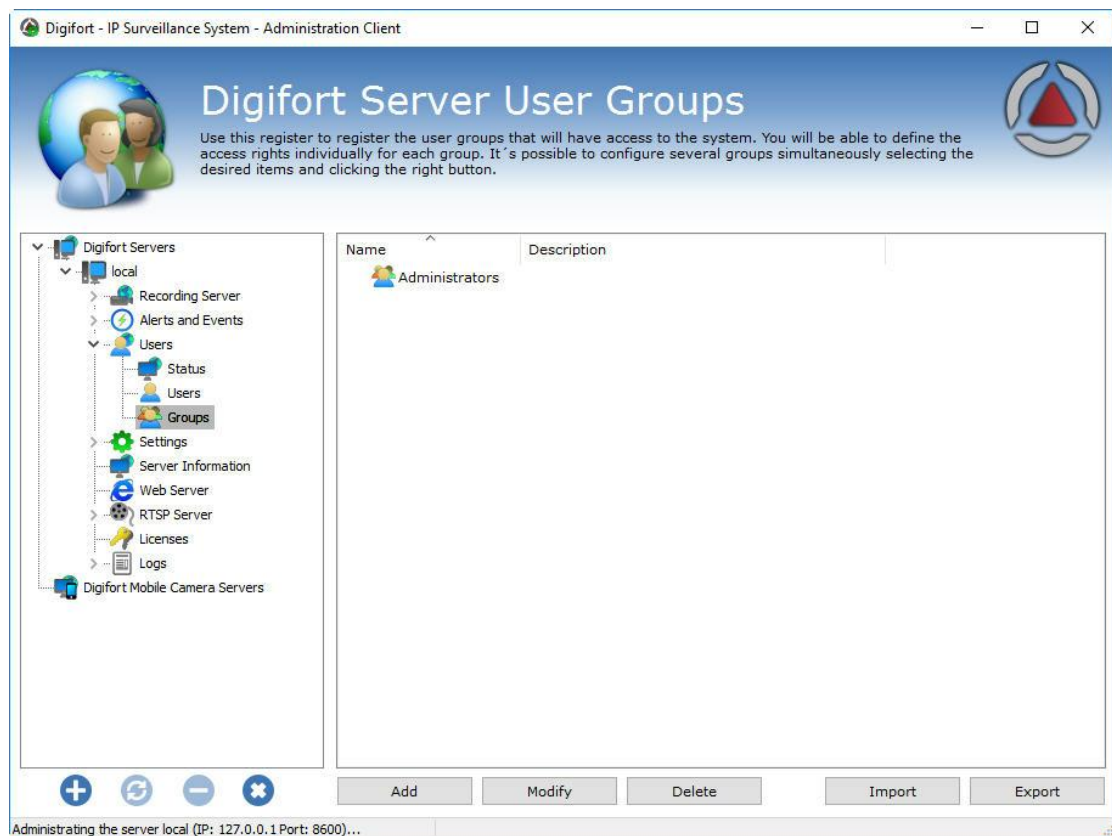 Digifort - IP Surveillance System - Administration Client
Digifort Server User Groups
Use this register to register the user groups that will have access to the system. You will be able to define the
access rights individually for each group. It´s possible to configure several groups simultaneously selecting the
desired items and clicking the right button.
Digifort Servers
local
Recording Server
Alerts and Events
Users
Status
Users
Groups
Settings
Server Information
Web Server
RTSP Server
Licenses
Logs
Digifort Mobile Camera Servers
Name Description
Administrators
Add Modify Delete Import Export
Administrating the server local (IP: 127.0.0.1 Port: 8600)...